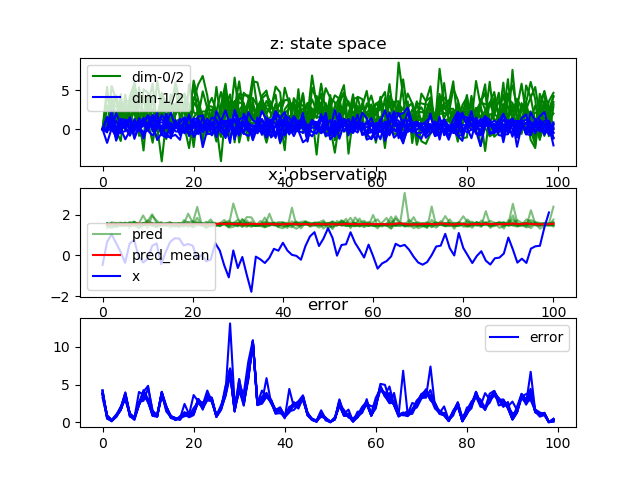 z: state space
5
0
dim-0/2
dim-1/2
0 20 40 60 80 100
x: observation
2
0
−2
pred
pred_mean
x
0 20 40 60 80 100
error
10
5
0
error
0 20 40 60 80 100